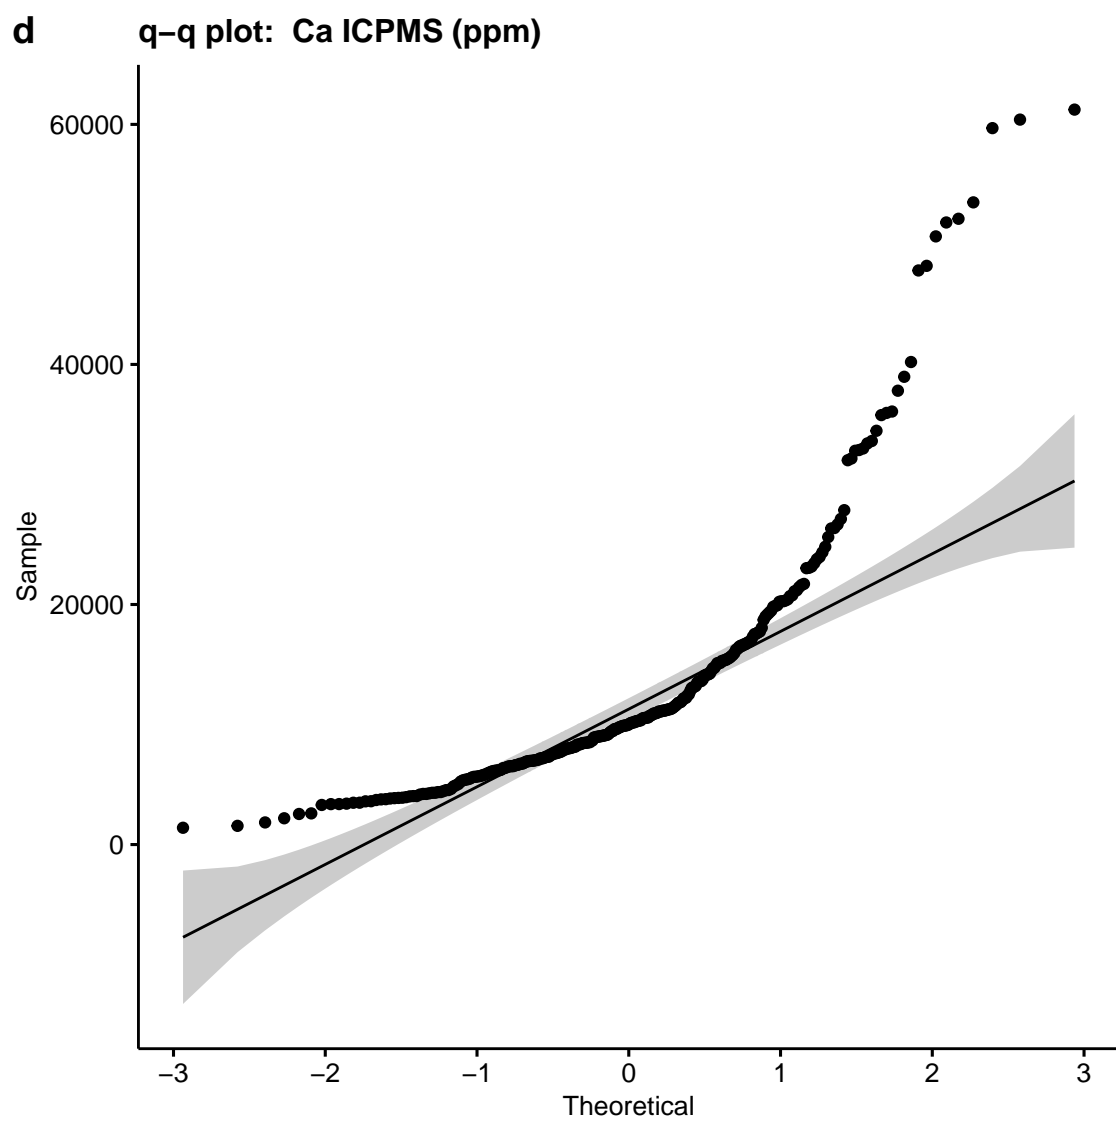 d
q−q plot: Ca ICPMS (ppm)
60000
40000
20000
0
Sample
−3 −2 −1 0 1 2 3
Theoretical